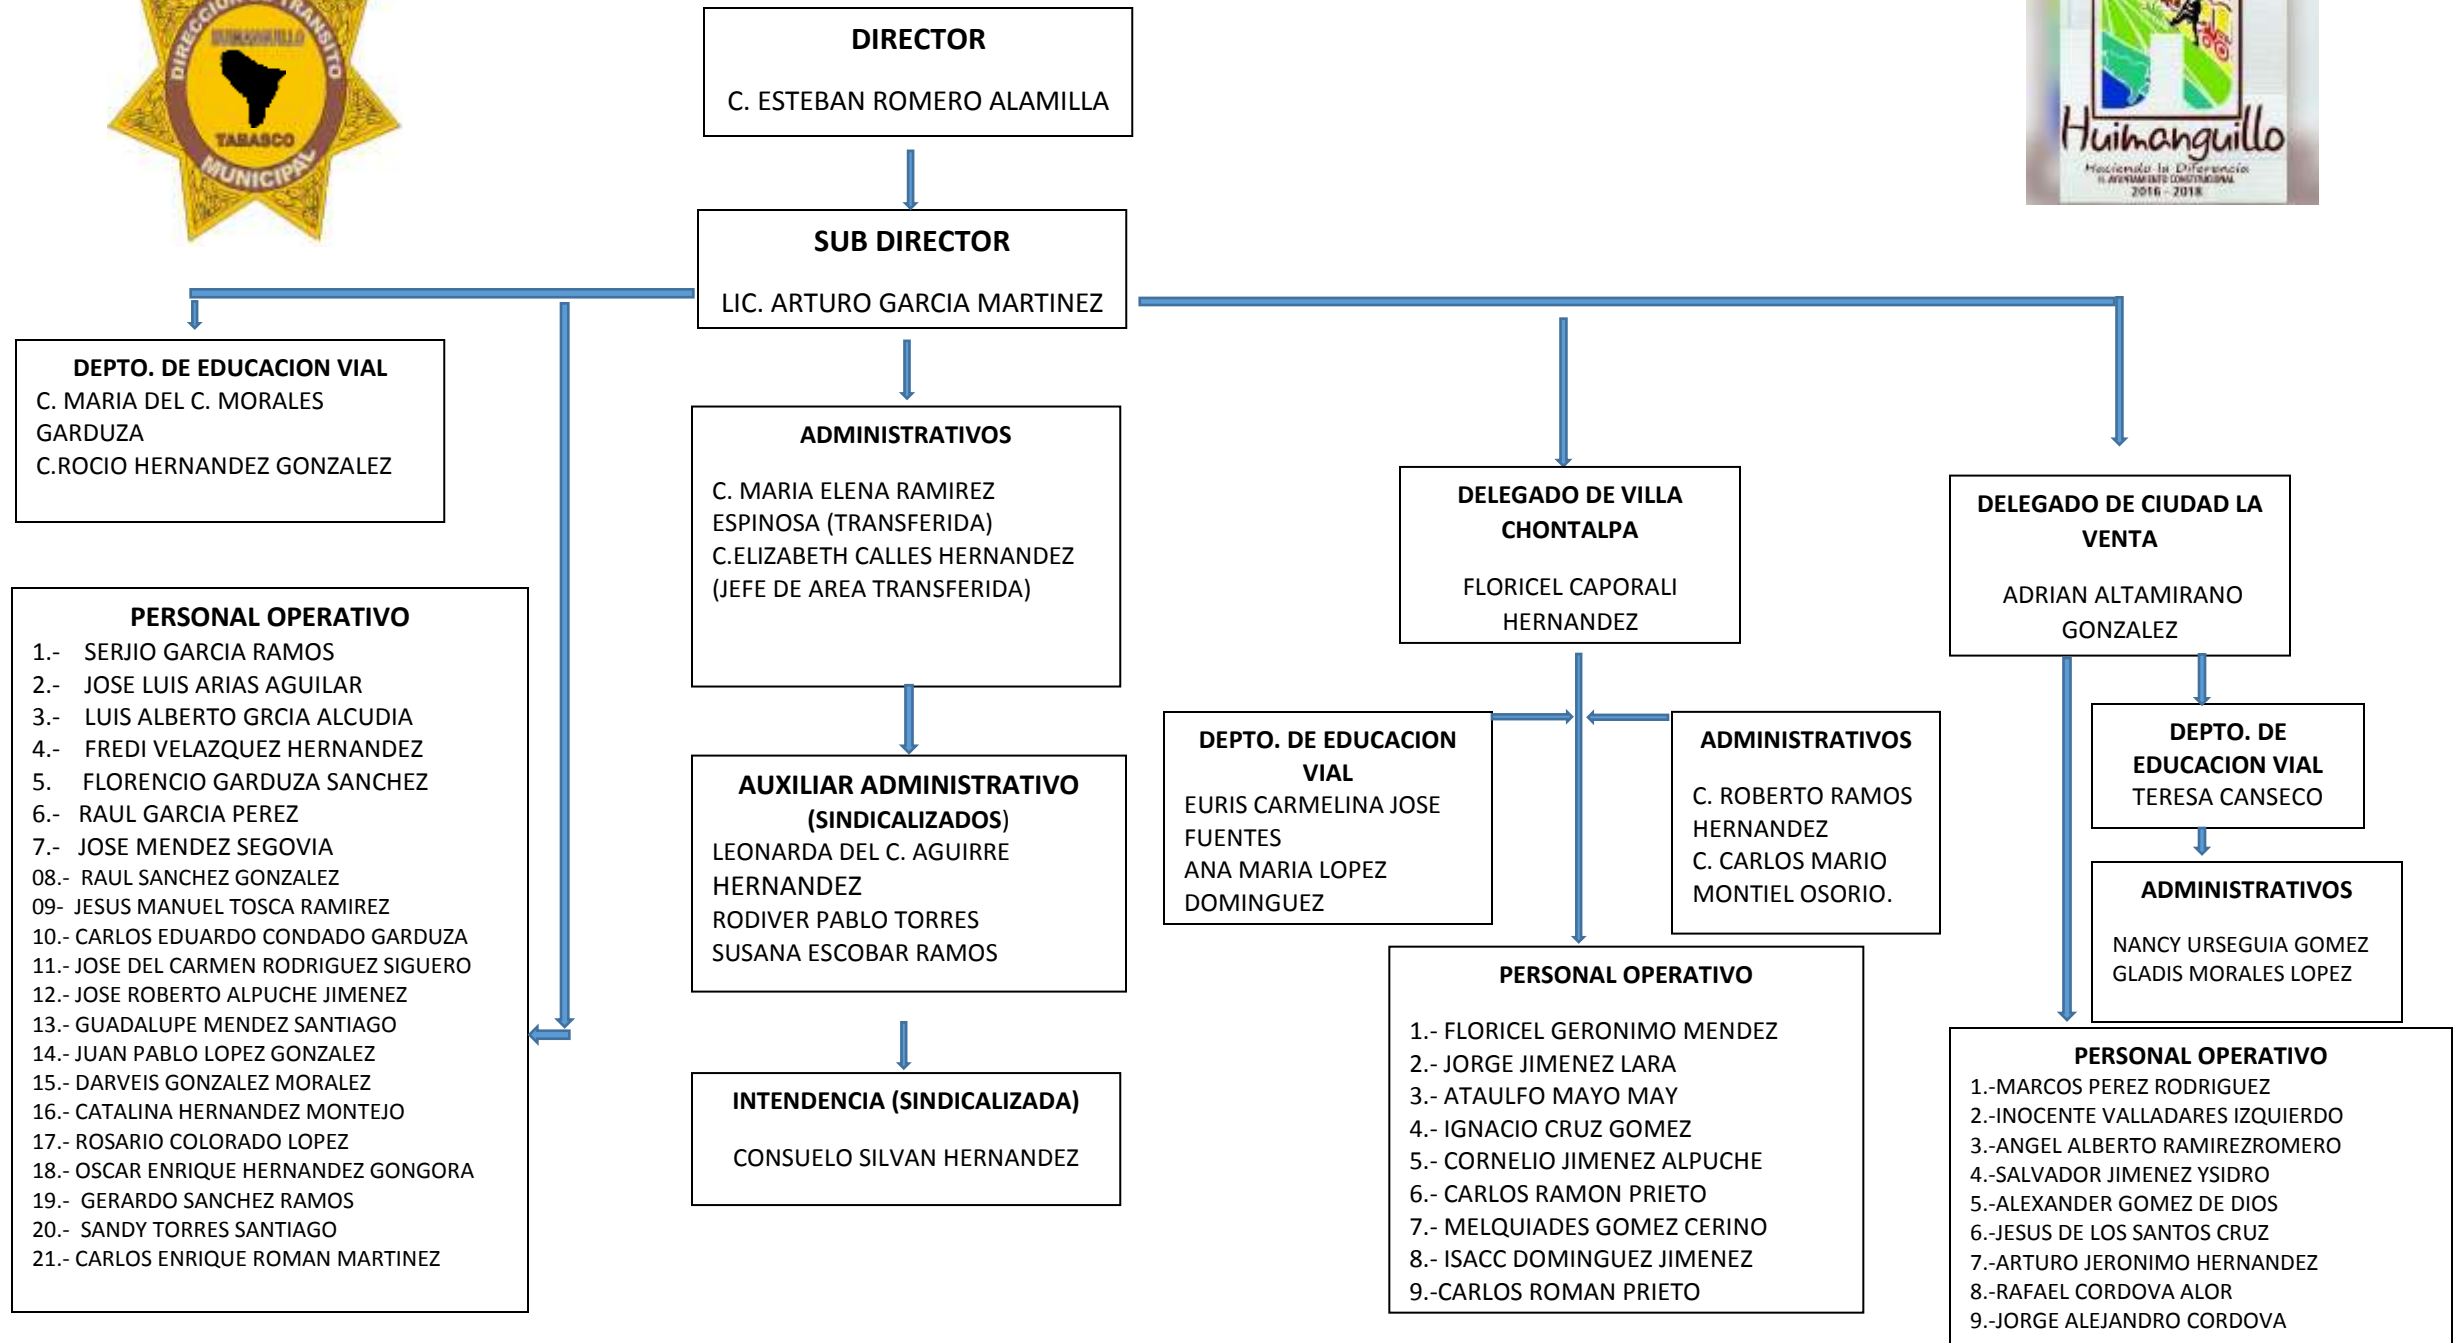 DIRECCION DE TRANSITO
HUIMANGUILLO
TABASCO
MUNICIPAL
DIRECTOR
C. ESTEBAN ROMERO ALAMILLA
Huimanguillo
Haciendo la Diferencia
H. AYUNTAMIENTO CONSTITUCIONAL
2016 - 2018
SUB DIRECTOR
LIC. ARTURO GARCIA MARTINEZ
DEPTO. DE EDUCACION VIAL
C. MARIA DEL C. MORALES
GARDUZA
C.ROCIO HERNANDEZ GONZALEZ
PERSONAL OPERATIVO
1.- SERJIO GARCIA RAMOS
2.- JOSE LUIS ARIAS AGUILAR
3.- LUIS ALBERTO GRCIA ALCUDIA
4.- FREDI VELAZQUEZ HERNANDEZ
5. FLORENCIO GARDUZA SANCHEZ
6.- RAUL GARCIA PEREZ
7.- JOSE MENDEZ SEGOVIA
08.- RAUL SANCHEZ GONZALEZ
09- JESUS MANUEL TOSCA RAMIREZ
10.- CARLOS EDUARDO CONDADO GARDUZA
11.- JOSE DEL CARMEN RODRIGUEZ SIGUERO
12.- JOSE ROBERTO ALPUCHE JIMENEZ
13.- GUADALUPE MENDEZ SANTIAGO
14.- JUAN PABLO LOPEZ GONZALEZ
15.- DARVEIS GONZALEZ MORALEZ
16.- CATALINA HERNANDEZ MONTEJO
17.- ROSARIO COLORADO LOPEZ
18.- OSCAR ENRIQUE HERNANDEZ GONGORA
19.- GERARDO SANCHEZ RAMOS
20.- SANDY TORRES SANTIAGO
21.- CARLOS ENRIQUE ROMAN MARTINEZ
ADMINISTRATIVOS
C. MARIA ELENA RAMIREZ
ESPINOSA (TRANSFERIDA)
C.ELIZABETH CALLES HERNANDEZ
(JEFE DE AREA TRANSFERIDA)
AUXILIAR ADMINISTRATIVO
(SINDICALIZADOS)
LEONARDA DEL C. AGUIRRE
HERNANDEZ
RODIVER PABLO TORRES
SUSANA ESCOBAR RAMOS
INTENDENCIA (SINDICALIZADA)
CONSUELO SILVAN HERNANDEZ
DELEGADO DE VILLA
CHONTALPA
FLORICEL CAPORALI
HERNANDEZ
DEPTO. DE EDUCACION
VIAL
EURIS CARMELINA JOSE
FUENTES
ANA MARIA LOPEZ
DOMINGUEZ
ADMINISTRATIVOS
C. ROBERTO RAMOS
HERNANDEZ
C. CARLOS MARIO
MONTIEL OSORIO.
PERSONAL OPERATIVO
1.- FLORICEL GERONIMO MENDEZ
2.- JORGE JIMENEZ LARA
3.- ATAULFO MAYO MAY
4.- IGNACIO CRUZ GOMEZ
5.- CORNELIO JIMENEZ ALPUCHE
6.- CARLOS RAMON PRIETO
7.- MELQUIADES GOMEZ CERINO
8.- ISACC DOMINGUEZ JIMENEZ
9.-CARLOS ROMAN PRIETO
DELEGADO DE CIUDAD LA
VENTA
ADRIAN ALTAMIRANO
GONZALEZ
DEPTO. DE
EDUCACION VIAL
TERESA CANSECO
ADMINISTRATIVOS
NANCY URSEGUIA GOMEZ
GLADIS MORALES LOPEZ
PERSONAL OPERATIVO
1.-MARCOS PEREZ RODRIGUEZ
2.-INOCENTE VALLADARES IZQUIERDO
3.-ANGEL ALBERTO RAMIREZROMERO
4.-SALVADOR JIMENEZ YSIDRO
5.-ALEXANDER GOMEZ DE DIOS
6.-JESUS DE LOS SANTOS CRUZ
7.-ARTURO JERONIMO HERNANDEZ
8.-RAFAEL CORDOVA ALOR
9.-JORGE ALEJANDRO CORDOVA